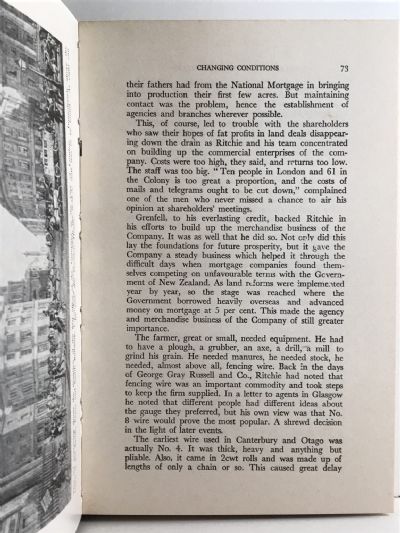 CHANGING CONDITIONS 73
their fathers had from the National Mortgage in bringing
into production their first few acres. But maintaining
contact was the problem, hence the establishment of
agencies and branches wherever possible.
This, of course, led to trouble with the shareholders
who saw their hopes of fat profits in land deals disappear-
ing down the drain as Ritchie and his team concentrated
on building up the commercial enterprises of the com-
pany. Costs were too high, they said, and returns too low.
The staff was too big. "Ten people in London and 61 in
the Colony is too great a proportion, and the costs of
mails and telegrams ought to be cut down," complained
one of the men who never missed a chance to air his
opinion at shareholders' meetings.
Grenfell, to his everlasting credit, backed Ritchie in
his efforts to build up the merchandise business of the
Company. It was as well that he did so. Not only did this
lay the foundations for future prosperity, but it gave the
Company a steady business which helped it through the
difficult days when mortgage companies found them-
selves competing on unfavourable terms with the Govern-
ment of New Zealand. As land reforms were implemented
year by year, so the stage was reached where the
Government borrowed heavily overseas and advanced
money on mortgage at 5 per cent. This made the agency
and merchandise business of the Company of still greater
importance.
The farmer, great or small, needed equipment. He had
to have a plough, a grubber, an axe, a drill, a mill to
grind his grain. He needed manures, he needed stock, he
needed, almost above all, fencing wire. Back in the days
of George Gray Russell and Co., Ritchie had noted that
fencing wire was an important commodity and took steps
to keep the firm supplied. In a letter to agents in Glasgow
he noted that different people had different ideas about
the gauge they preferred, but his own view was that No.
8 wire would prove the most popular. A shrewd decision
in the light of later events.
The earliest wire used in Canterbury and Otago was
actually No. 4. It was thick, heavy and anything but
pliable. Also, it came in 2cwt rolls and was made up of
lengths of only a chain or so. This caused great delay